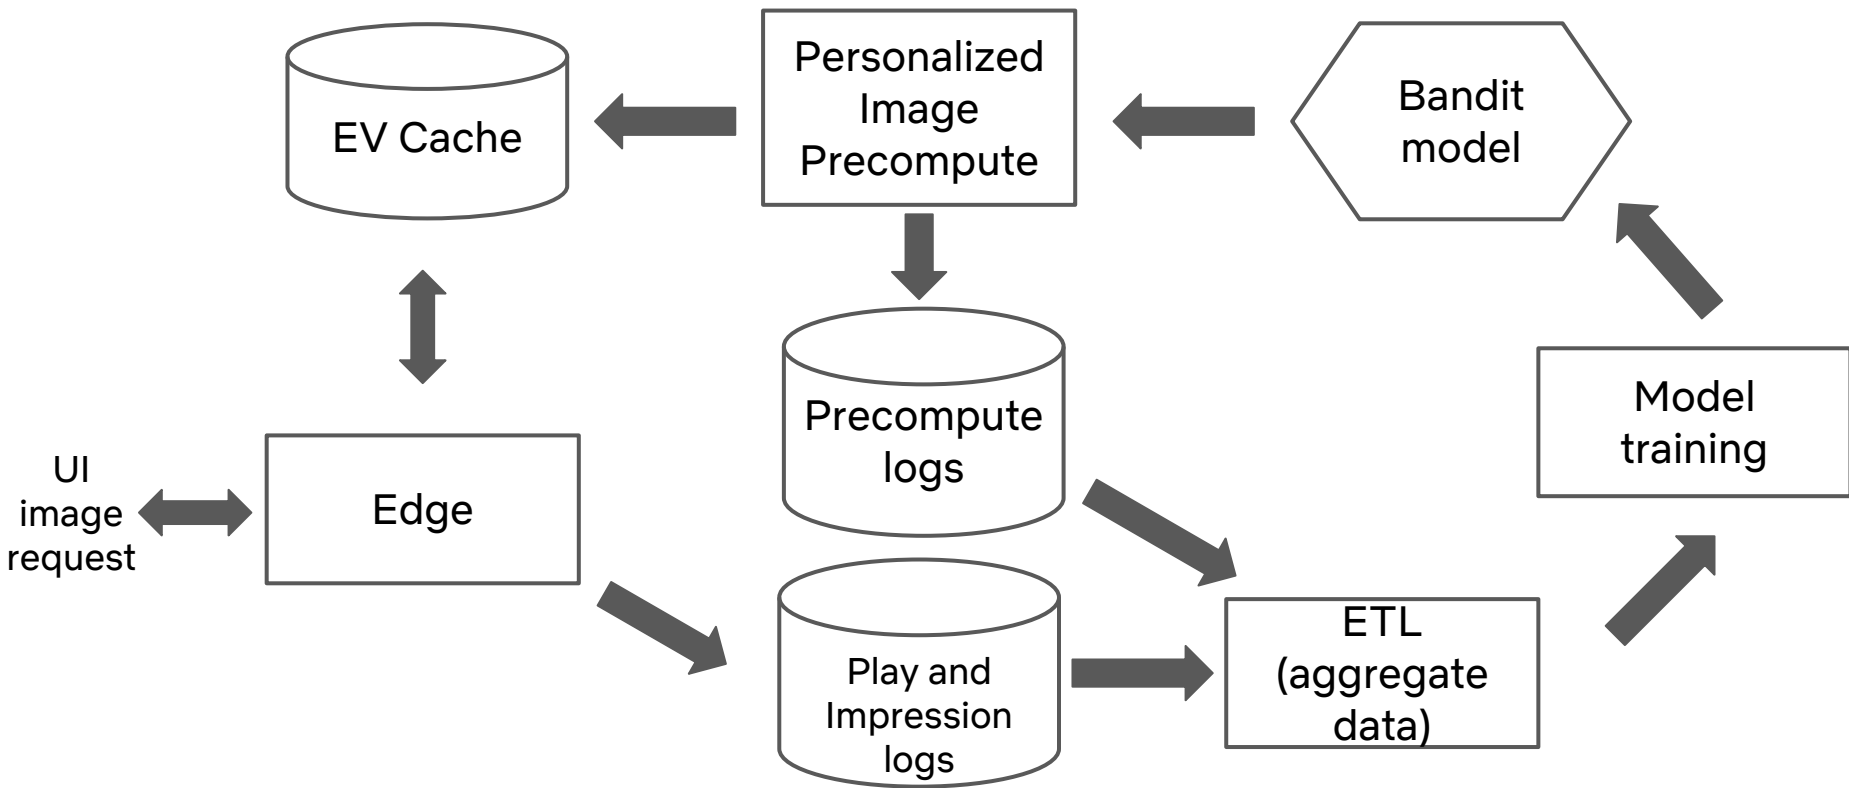 EV Cache
Personalized
Image
Precompute
Bandit
model
Precompute
logs
Model
training
UI
image
request
Edge
Play and
Impression
logs
ETL
(aggregate
data)